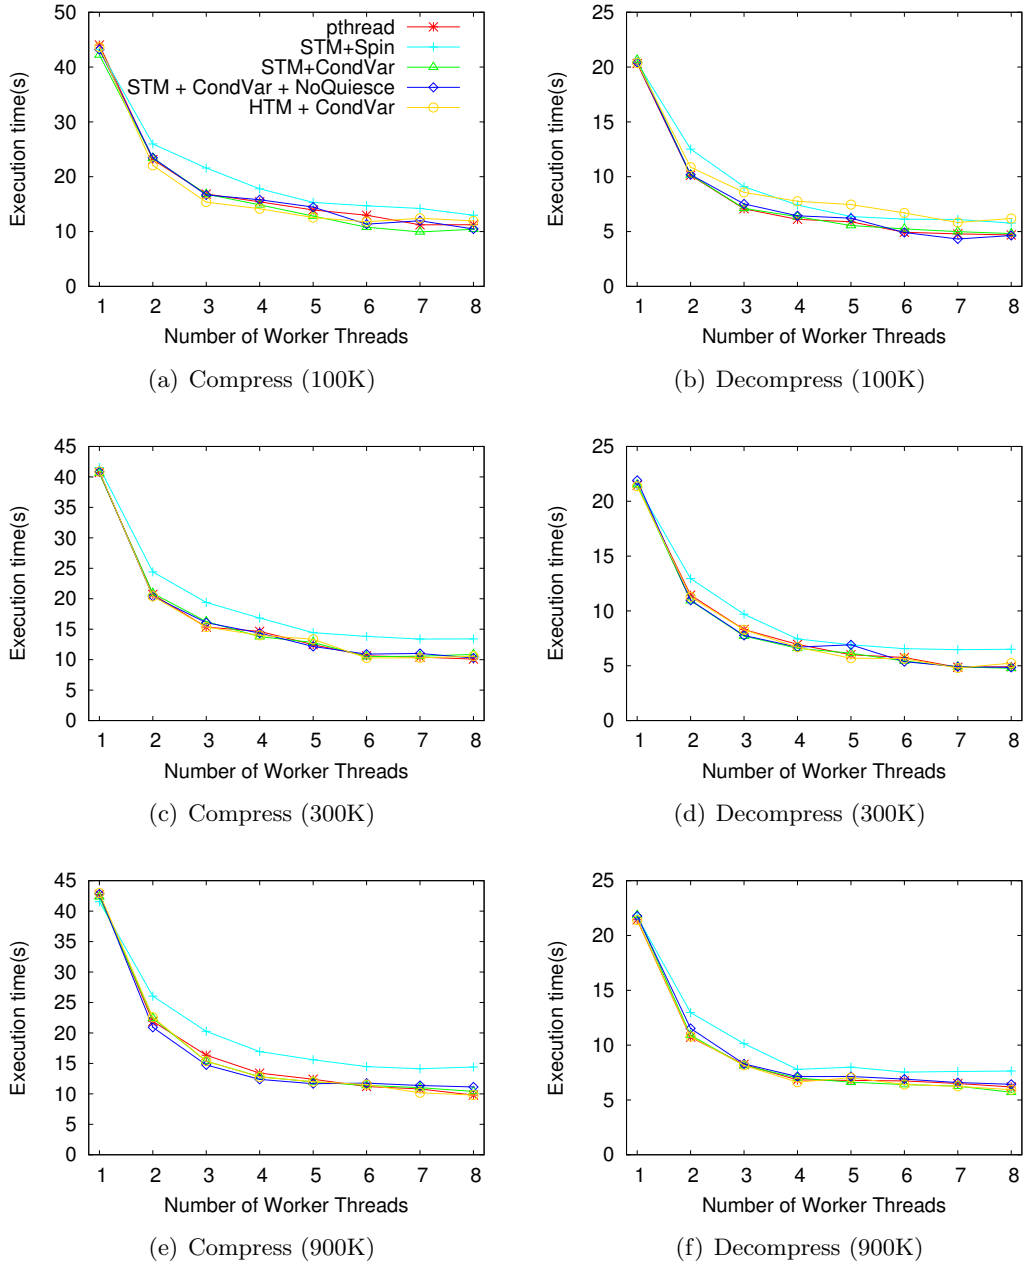 pthread
STM+Spin
STM+CondVar
STM + CondVar + NoQuiesce
HTM + CondVar
Execution time(s)
0
10
20
30
40
50
1 2 3 4 5 6 7 8
Number of Worker Threads
(a) Compress (100K)
Execution time(s)
0
5
10
15
20
25
1 2 3 4 5 6 7 8
Number of Worker Threads
(b) Decompress (100K)
Execution time(s)
0
5
10
15
20
25
30
35
40
45
1 2 3 4 5 6 7 8
Number of Worker Threads
(c) Compress (300K)
Execution time(s)
0
5
10
15
20
25
1 2 3 4 5 6 7 8
Number of Worker Threads
(d) Decompress (300K)
Execution time(s)
0
5
10
15
20
25
30
35
40
45
1 2 3 4 5 6 7 8
Number of Worker Threads
(e) Compress (900K)
Execution time(s)
0
5
10
15
20
25
1 2 3 4 5 6 7 8
Number of Worker Threads
(f) Decompress (900K)